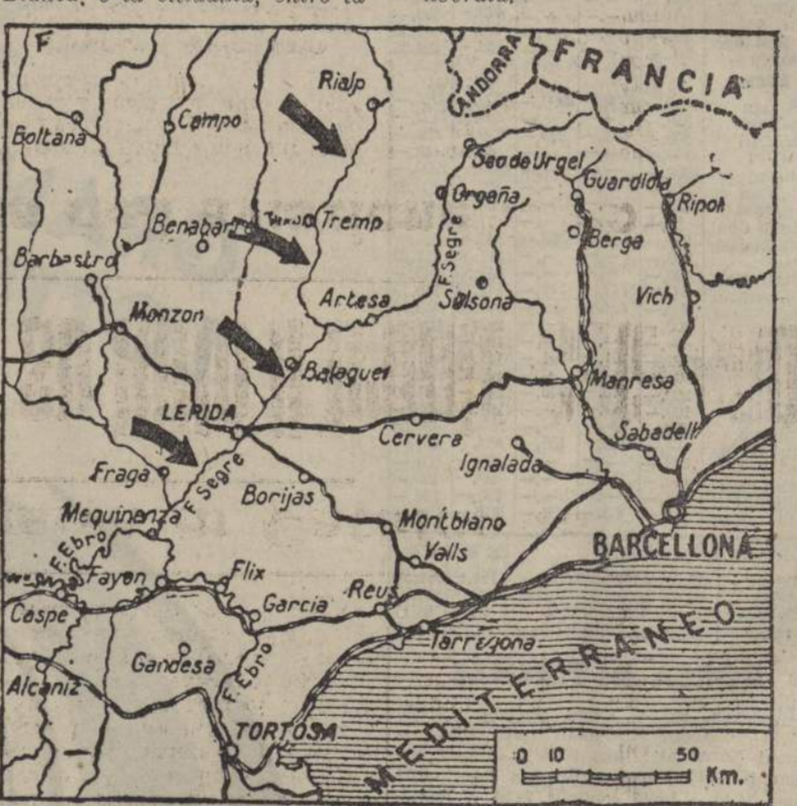 F
FRANCIA
ANDORRA
Rialp
Boltana
Campo
Seo de Urgel
Guardiola
Orgaña
Ripoll
Tremp
Benabarre
Berga
F. Segre
Barbastro
Solsona
Vich
Artesa
Monzon
Balaguer
Manresa
LERIDA
Cervera
Sabadell
Ignalada
Fraga
F. Segre
Borijas
Mequinenza
Montblano
BARCELLONA
F. Ebro
Valls
Fayon
Flix
Reus
Caspe
Garcia
Tarragona
Gandesa
F. Ebro
Alcaniz
MEDITERRANEO
TORTOSA
0 10 50
Km.